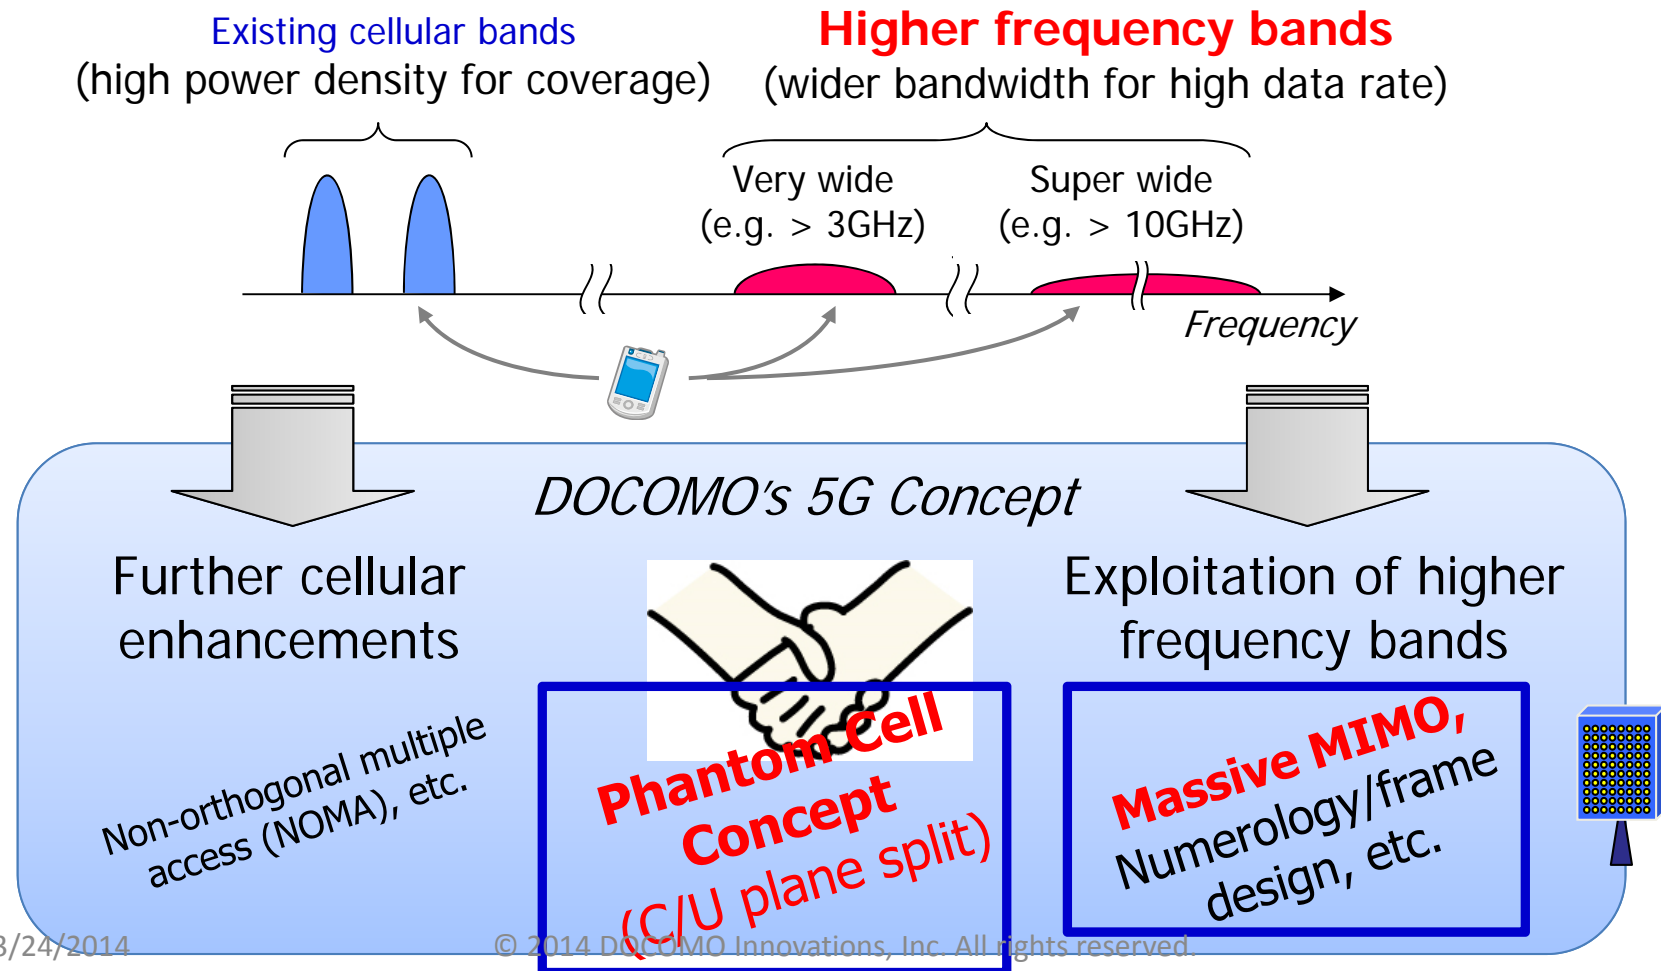 Existing cellular bands
(high power density for coverage)
Higher frequency bands
(wider bandwidth for high data rate)
Very wide
(e.g. > 3GHz)
Super wide
(e.g. > 10GHz)
Frequency
DOCOMO's 5G Concept
Further cellular
enhancements
Exploitation of higher
frequency bands
Non-orthogonal multiple
access (NOMA), etc.
Phantom Cell
Concept
(C/U plane split)
Massive MIMO,
Numerology/frame
design, etc.
3/24/2014
© 2014 DOCOMO Innovations, Inc. All rights reserved.